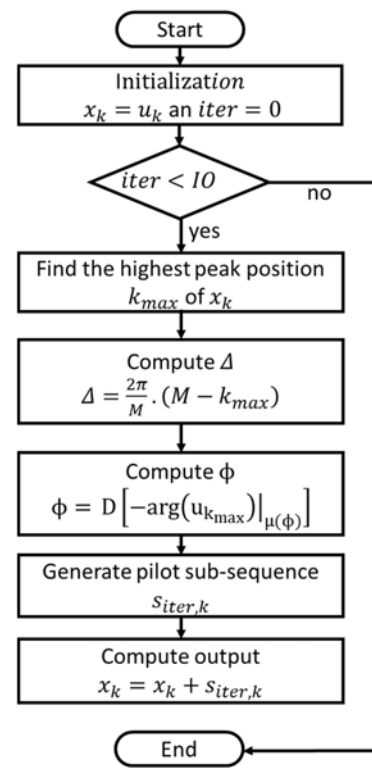 Start
Initialization
x_k = u_k an iter = 0
iter < IO
no
yes
Find the highest peak position
k_max of x_k
Compute Δ
Δ = 2π/M . (M − k_max)
Compute ϕ
ϕ = D [−arg(u_k_max)|_μ(ϕ)]
Generate pilot sub-sequence
s_iter,k
Compute output
x_k = x_k + s_iter,k
End